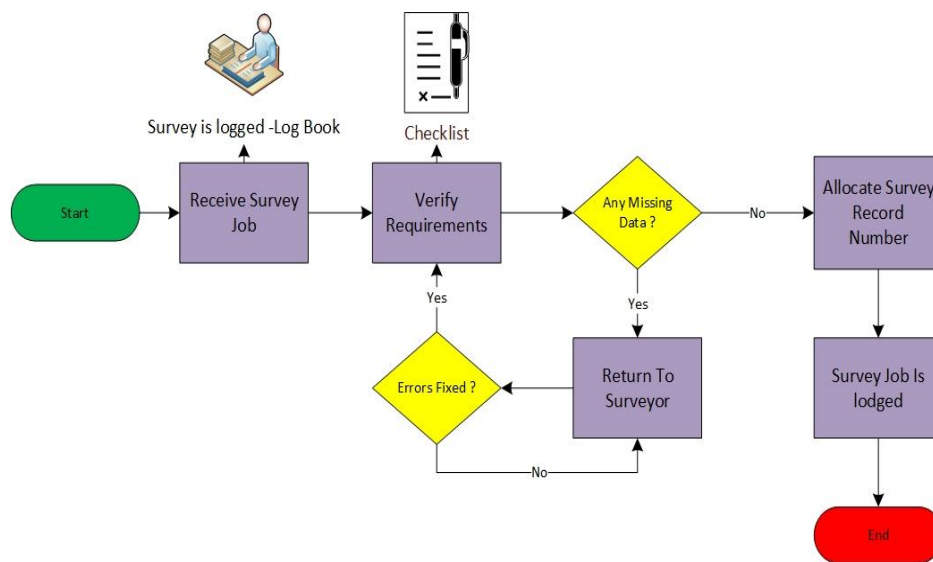 Survey is logged -Log Book
Checklist
Start
Receive Survey
Job
Verify
Requirements
Any Missing
Data ?
No
Allocate Survey
Record
Number
Yes
Yes
Errors Fixed ?
Return To
Surveyor
Survey Job Is
lodged
No
End